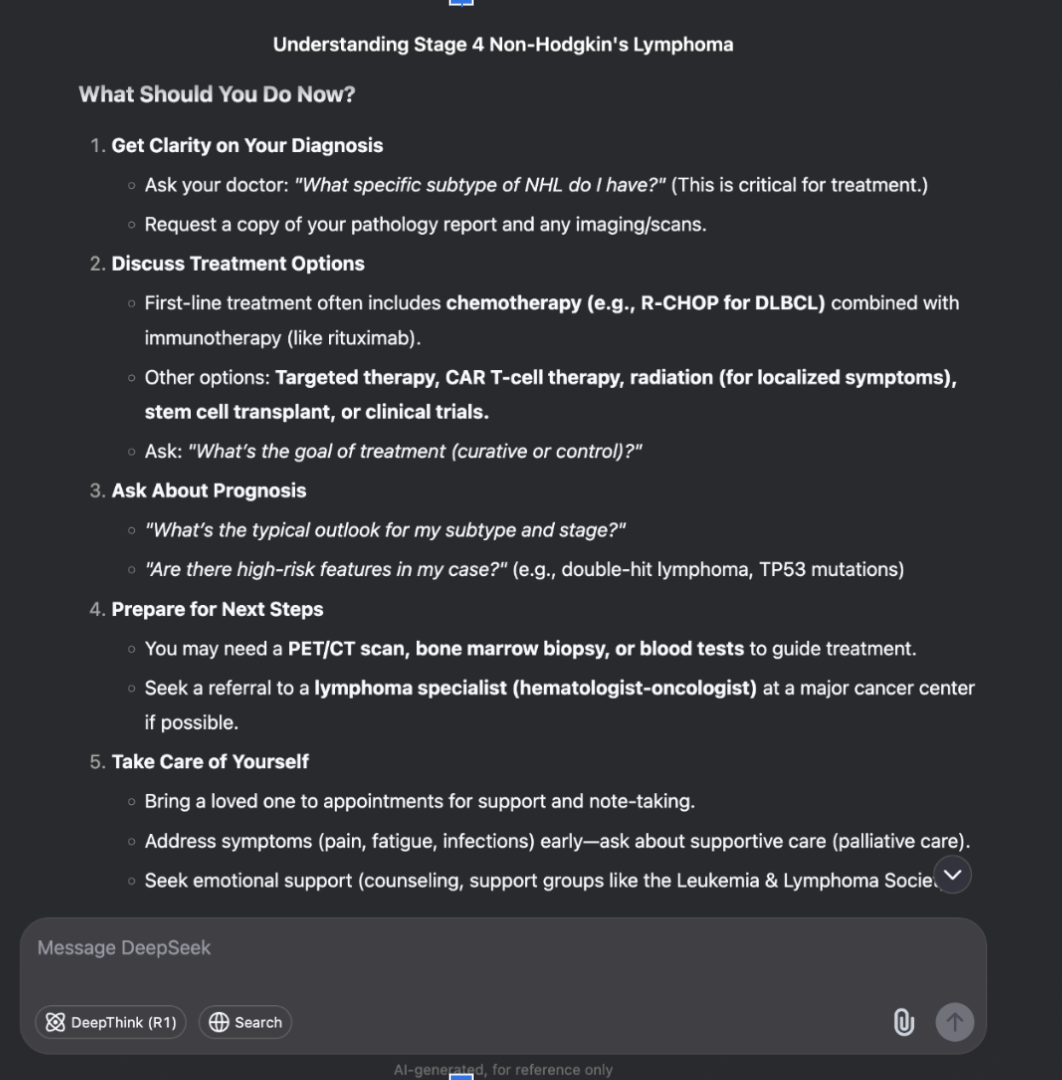 Understanding Stage 4 Non-Hodgkin's Lymphoma
What Should You Do Now?
1. Get Clarity on Your Diagnosis
Ask your doctor: "What specific subtype of NHL do I have?" (This is critical for treatment.)
Request a copy of your pathology report and any imaging/scans.
2. Discuss Treatment Options
First-line treatment often includes chemotherapy (e.g., R-CHOP for DLBCL) combined with
immunotherapy (like rituximab).
Other options: Targeted therapy, CAR T-cell therapy, radiation (for localized symptoms),
stem cell transplant, or clinical trials.
Ask: "What's the goal of treatment (curative or control)?"
3. Ask About Prognosis
"What's the typical outlook for my subtype and stage?"
"Are there high-risk features in my case?" (e.g., double-hit lymphoma, TP53 mutations)
4. Prepare for Next Steps
You may need a PET/CT scan, bone marrow biopsy, or blood tests to guide treatment.
Seek a referral to a lymphoma specialist (hematologist-oncologist) at a major cancer center
if possible.
5. Take Care of Yourself
Bring a loved one to appointments for support and note-taking.
Address symptoms (pain, fatigue, infections) early—ask about supportive care (palliative care).
Seek emotional support (counseling, support groups like the Leukemia & Lymphoma
Message DeepSeek
DeepThink (R1)
Search
AI-generated, for reference only